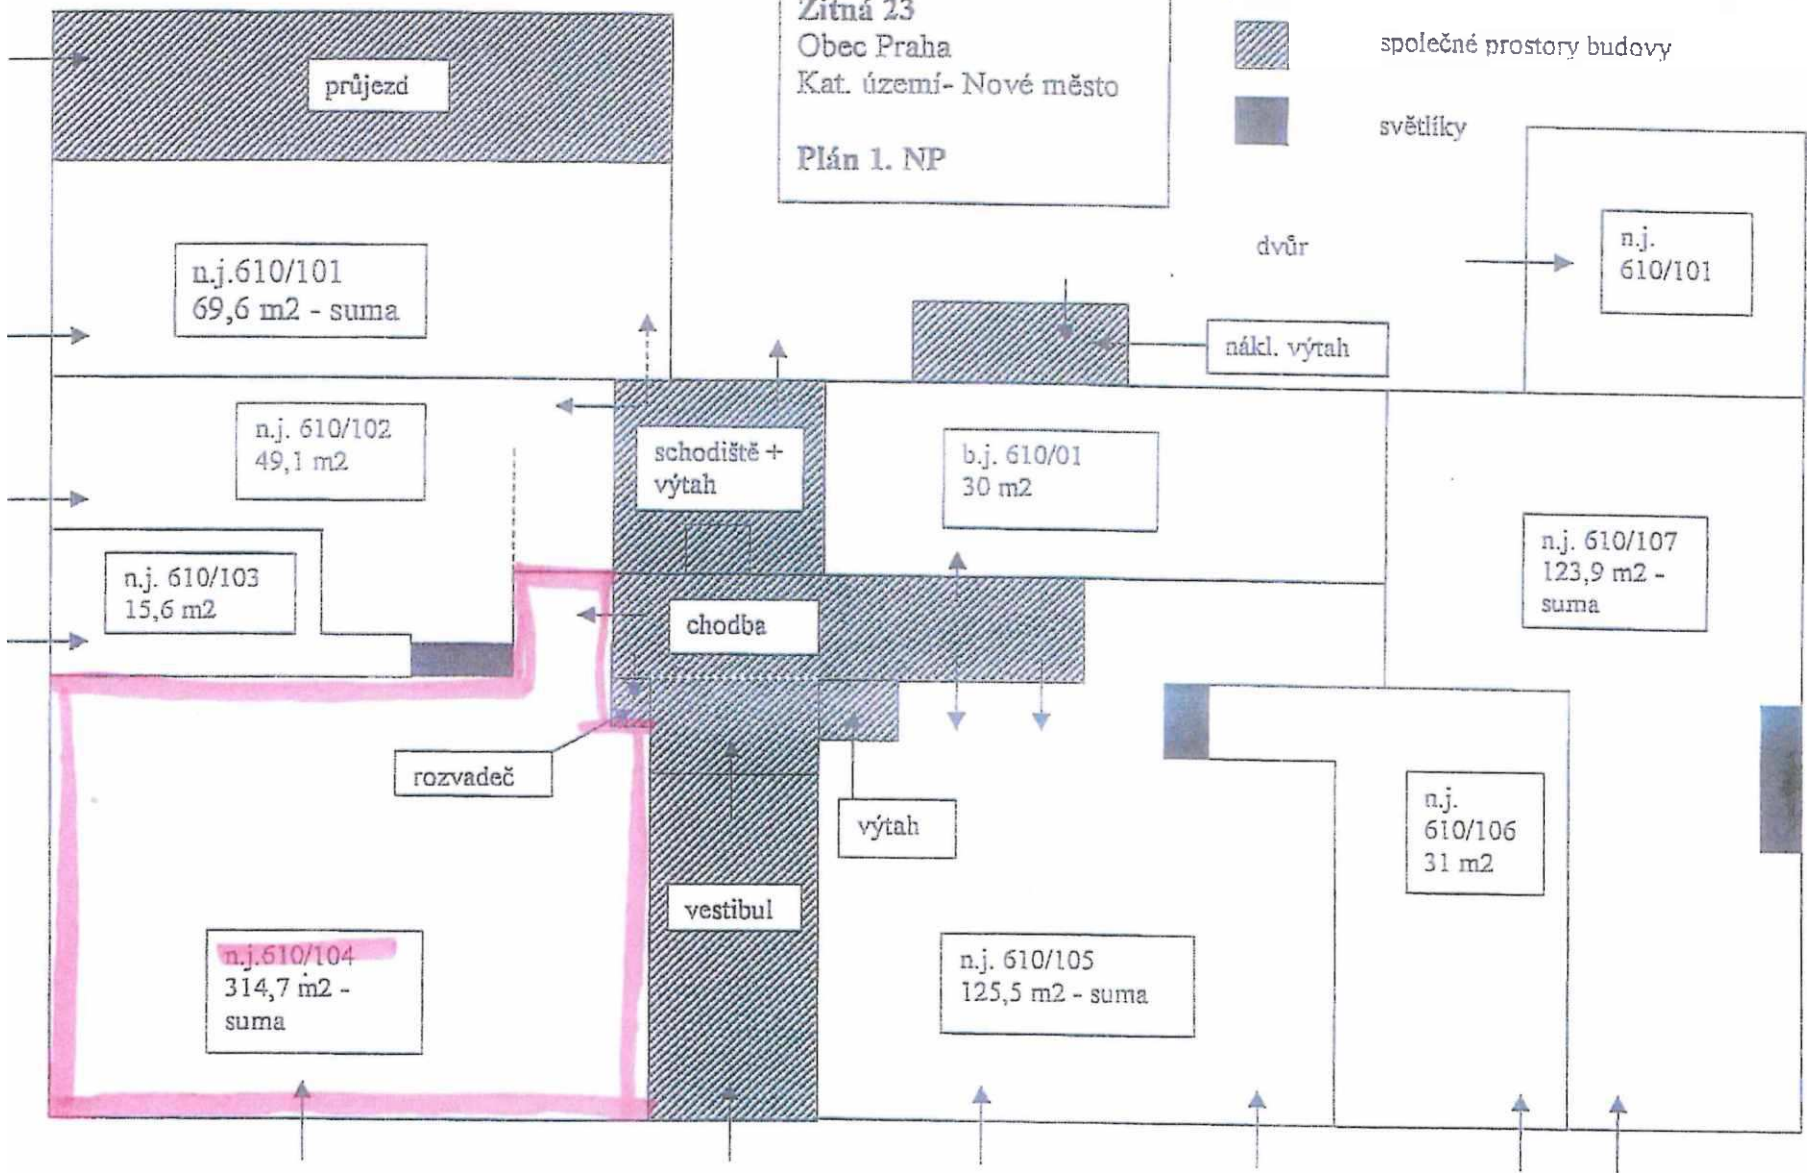 Žitná 23
Obec Praha
Kat. území- Nové město
Plán 1. NP
společné prostory budovy
světlíky
průjezd
n.j.610/101
69,6 m2 - suma
dvůr
n.j.
610/101
nákl. výtah
n.j. 610/102
49,1 m2
schodiště +
výtah
b.j. 610/01
30 m2
n.j. 610/107
123,9 m2 -
suma
n.j. 610/103
15,6 m2
chodba
rozvadeč
výtah
n.j.
610/106
31 m2
vestibul
n.j.610/104
314,7 m2 -
suma
n.j. 610/105
125,5 m2 - suma